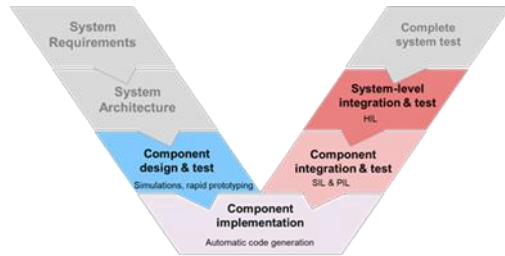 System
Requirements
System
Architecture
Component
design & test
Simulations, rapid prototyping
Component
implementation
Automatic code generation
Component
integration & test
SIL & PIL
System-level
integration & test
HIL
Complete
system test